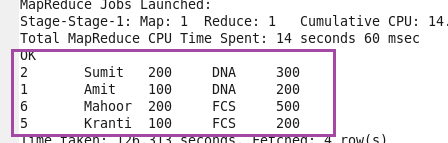 MapReduce Jobs Launched:
Stage-Stage-1: Map: 1 Reduce: 1 Cumulative CPU: 14.
Total MapReduce CPU Time Spent: 14 seconds 60 msec
OK
2 Sumit 200 DNA 300
1 Amit 100 DNA 200
6 Mahoor 200 FCS 500
5 Kranti 100 FCS 200
Time taken: 126.313 seconds, Fetched: 4 row(s)